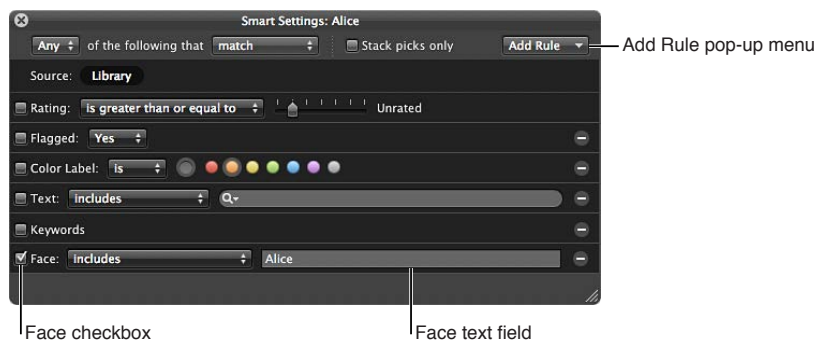 Smart Settings: Alice
Any of the following that match Stack picks only Add Rule
Add Rule pop-up menu
Source: Library
Rating: is greater than or equal to Unrated
Flagged: Yes
Color Label: is
Text: includes
Keywords
Face: includes Alice
Face checkbox Face text field